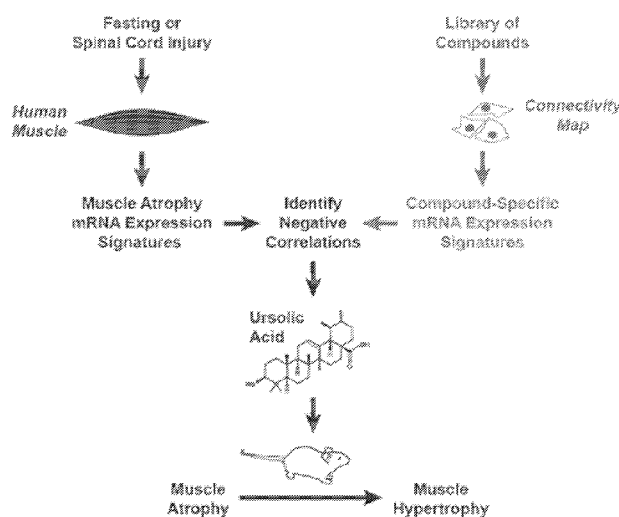 Fasting or
Spinal Cord Injury
Library of
Compounds
Human
Muscle
Connectivity
Map
Muscle Atrophy
mRNA Expression
Signatures
Identify
Negative
Correlations
Compound-Specific
mRNA Expression
Signatures
Ursolic
Acid
Muscle
Atrophy
Muscle
Hypertrophy